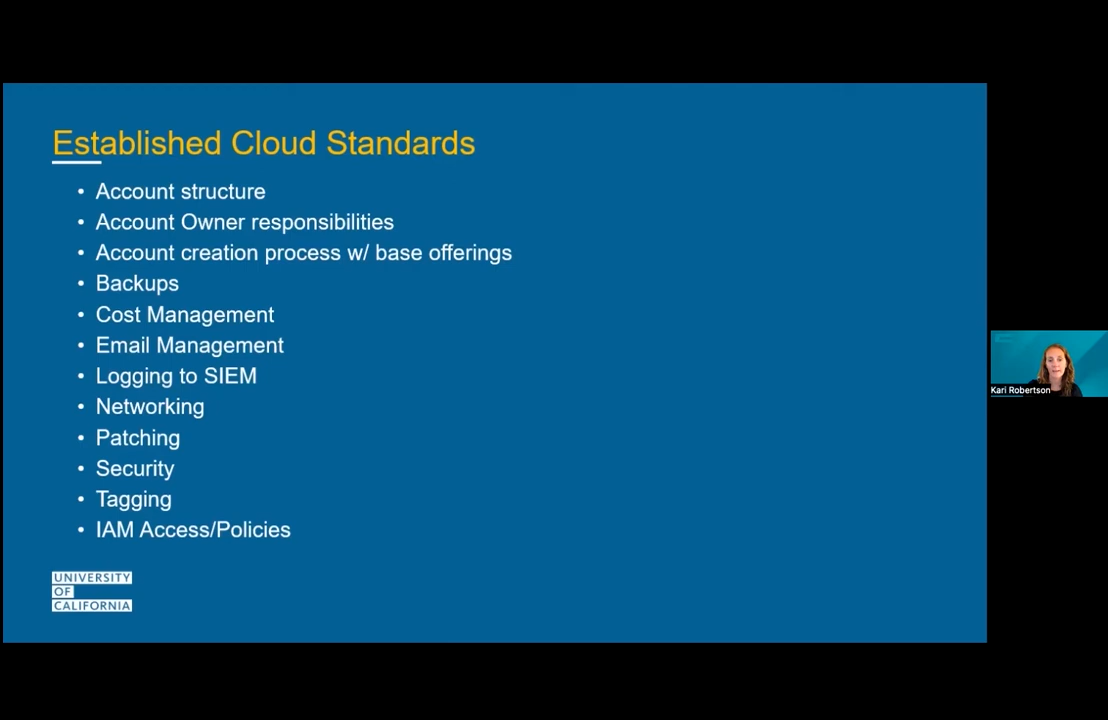 Established Cloud Standards
• Account structure
• Account Owner responsibilities
• Account creation process w/ base offerings
• Backups
• Cost Management
• Email Management
• Logging to SIEM
• Networking
• Patching
• Security
• Tagging
• IAM Access/Policies
UNIVERSITY
OF
CALIFORNIA
Kari Robertson